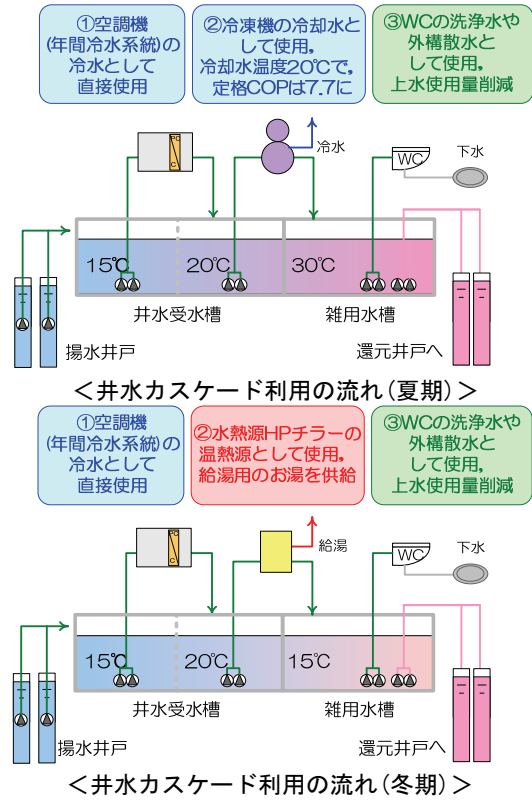 ①空調機
(年間冷水系統)の
冷水として
直接使用
②冷凍機の冷却水と
して使用,
冷却水温度20℃で,
定格COPは7.7に
③WCの洗浄水や
外構散水と
して使用,
上水使用量削減
PC
C
冷水
WC
下水
15℃
20℃
30℃
井水受水槽
雑用水槽
揚水井戸
還元井戸へ
<井水カスケード利用の流れ(夏期)>
①空調機
(年間冷水系統)の
冷水として
直接使用
②水熱源HPチラーの
温熱源として使用,
給湯用のお湯を供給
③WCの洗浄水や
外構散水と
して使用,
上水使用量削減
PC
C
給湯
WC
下水
15℃
20℃
15℃
井水受水槽
雑用水槽
揚水井戸
還元井戸へ
<井水カスケード利用の流れ(冬期)>